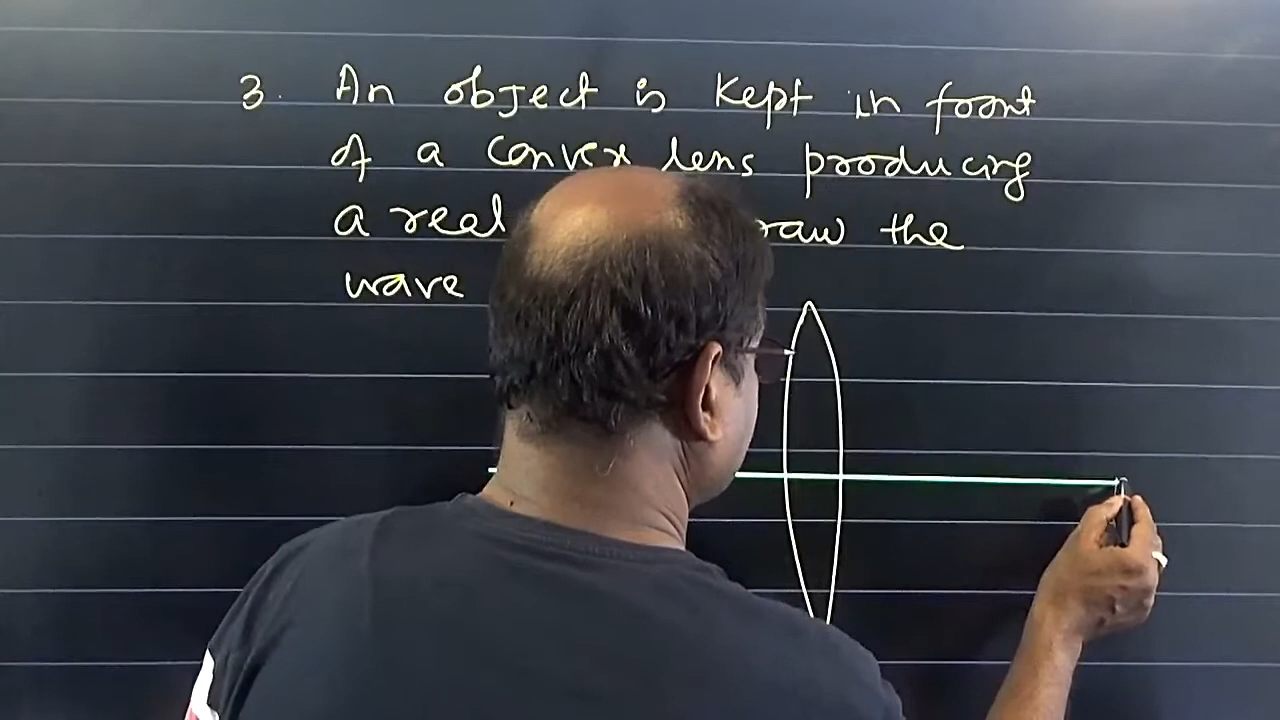 3. An object is kept in front
of a convex lens producing
a real raw the
wave